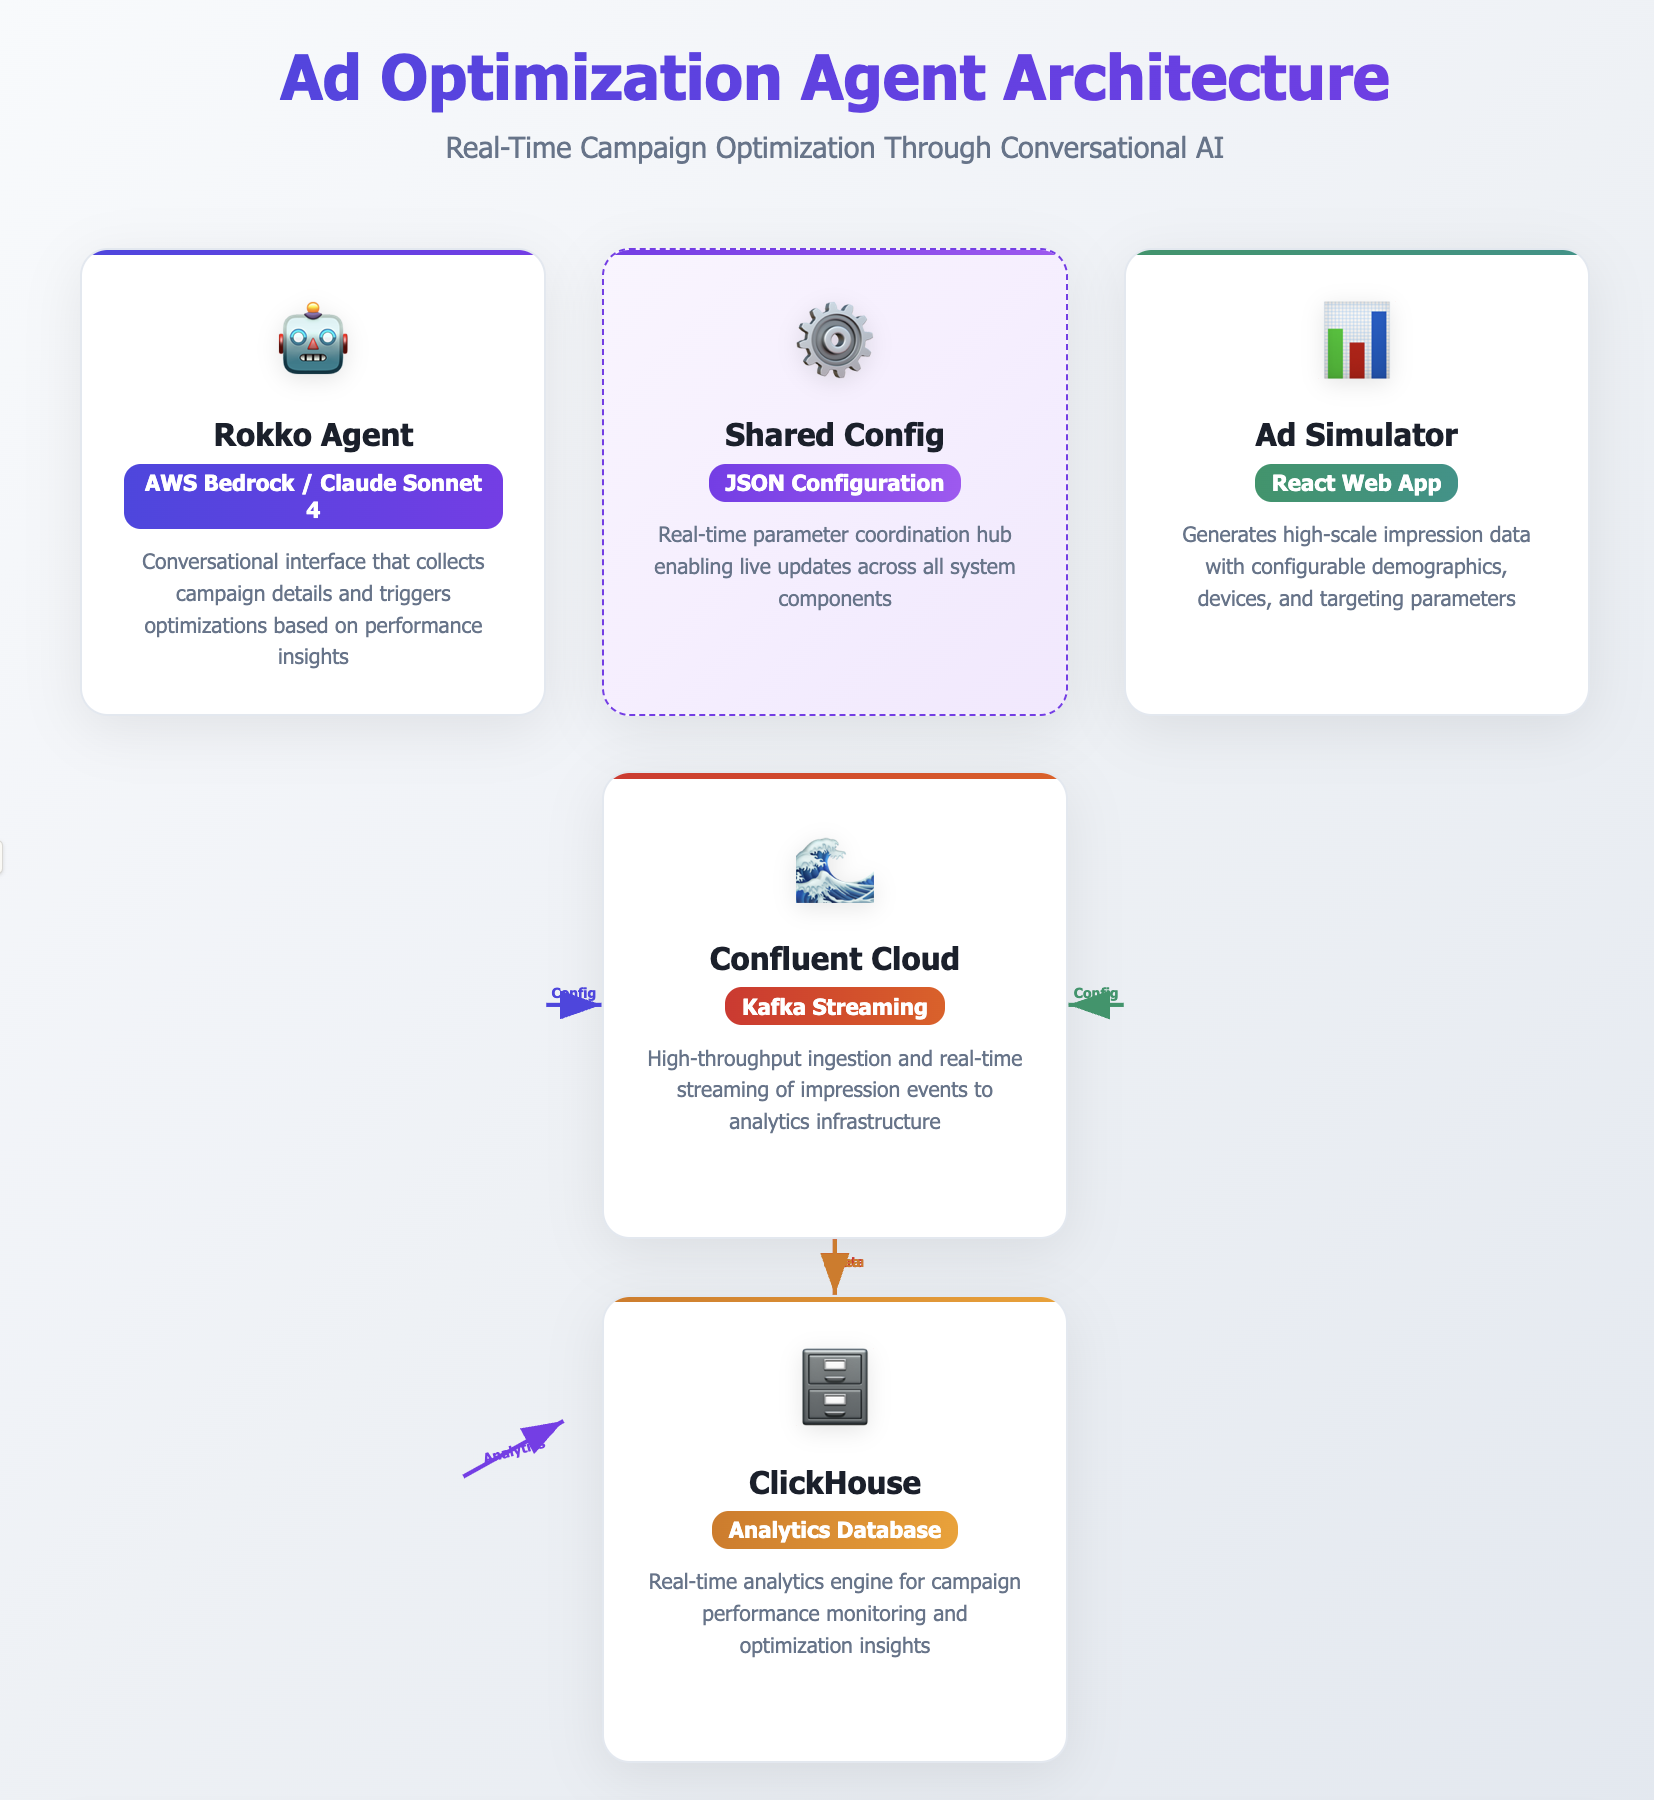 Ad Optimization Agent Architecture
Real-Time Campaign Optimization Through Conversational AI
Rokko Agent
AWS Bedrock / Claude Sonnet
4
Conversational interface that collects
campaign details and triggers
optimizations based on performance
insights
Shared Config
JSON Configuration
Real-time parameter coordination hub
enabling live updates across all system
components
Ad Simulator
React Web App
Generates high-scale impression data
with configurable demographics,
devices, and targeting parameters
Confluent Cloud
Config
Config
Kafka Streaming
High-throughput ingestion and real-time
streaming of impression events to
analytics infrastructure
Analytics
ClickHouse
Analytics Database
Real-time analytics engine for campaign
performance monitoring and
optimization insights